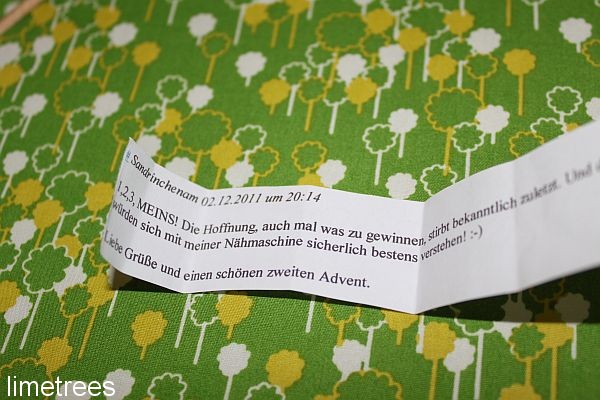 # Sandrinchenam 02.12.2011 um 20:14
1,2,3, MEINS! Die Hoffnung, auch mal was zu gewinnen, stirbt bekanntlich zuletzt. Und
würden sich mit meiner Nähmaschine sicherlich bestens verstehen! :-)
Liebe Grüße und einen schönen zweiten Advent.
limetrees